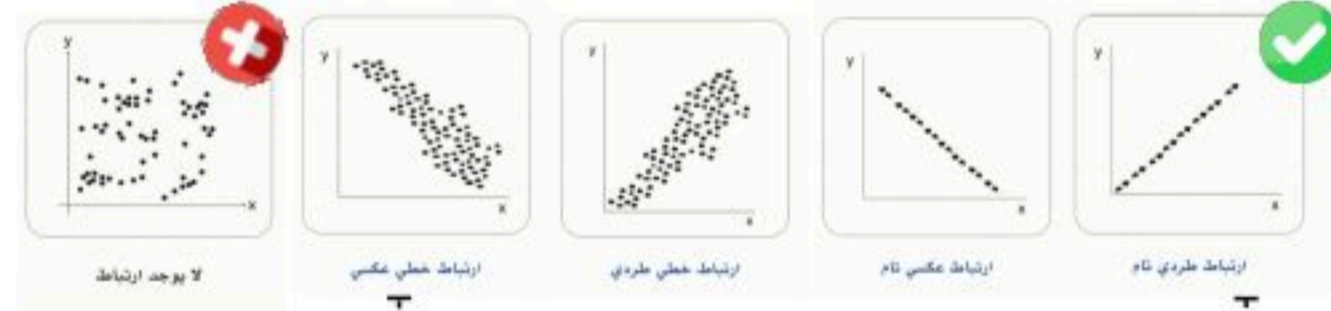 y
x
لا يوجد ارتباط
y
x
ارتباط خطي عكسي
y
x
ارتباط خطي طردي
y
x
ارتباط عكسي تام
y
x
ارتباط طردي تام